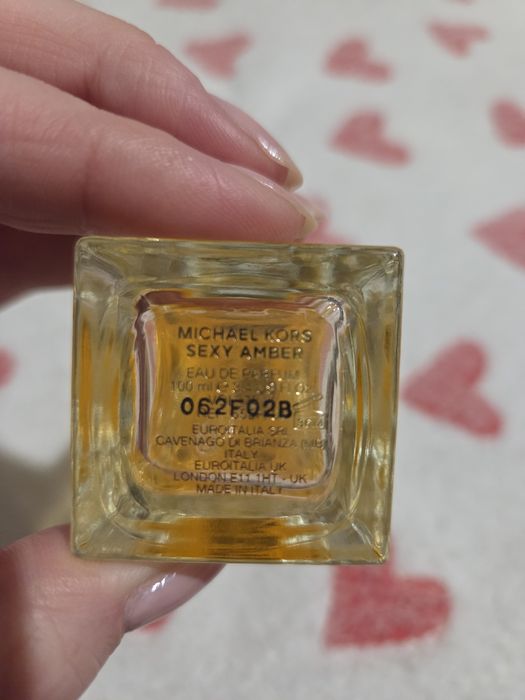 MICHAEL KORS
SEXY AMBER
EAU DE PARFUM
100 ml
062F02B
EUROITALIA SRL
CAVENAGO DI BRIANZA (MB)
ITALY
EUROITALIA UK
LONDON E11 1HT - UK
MADE IN ITALY